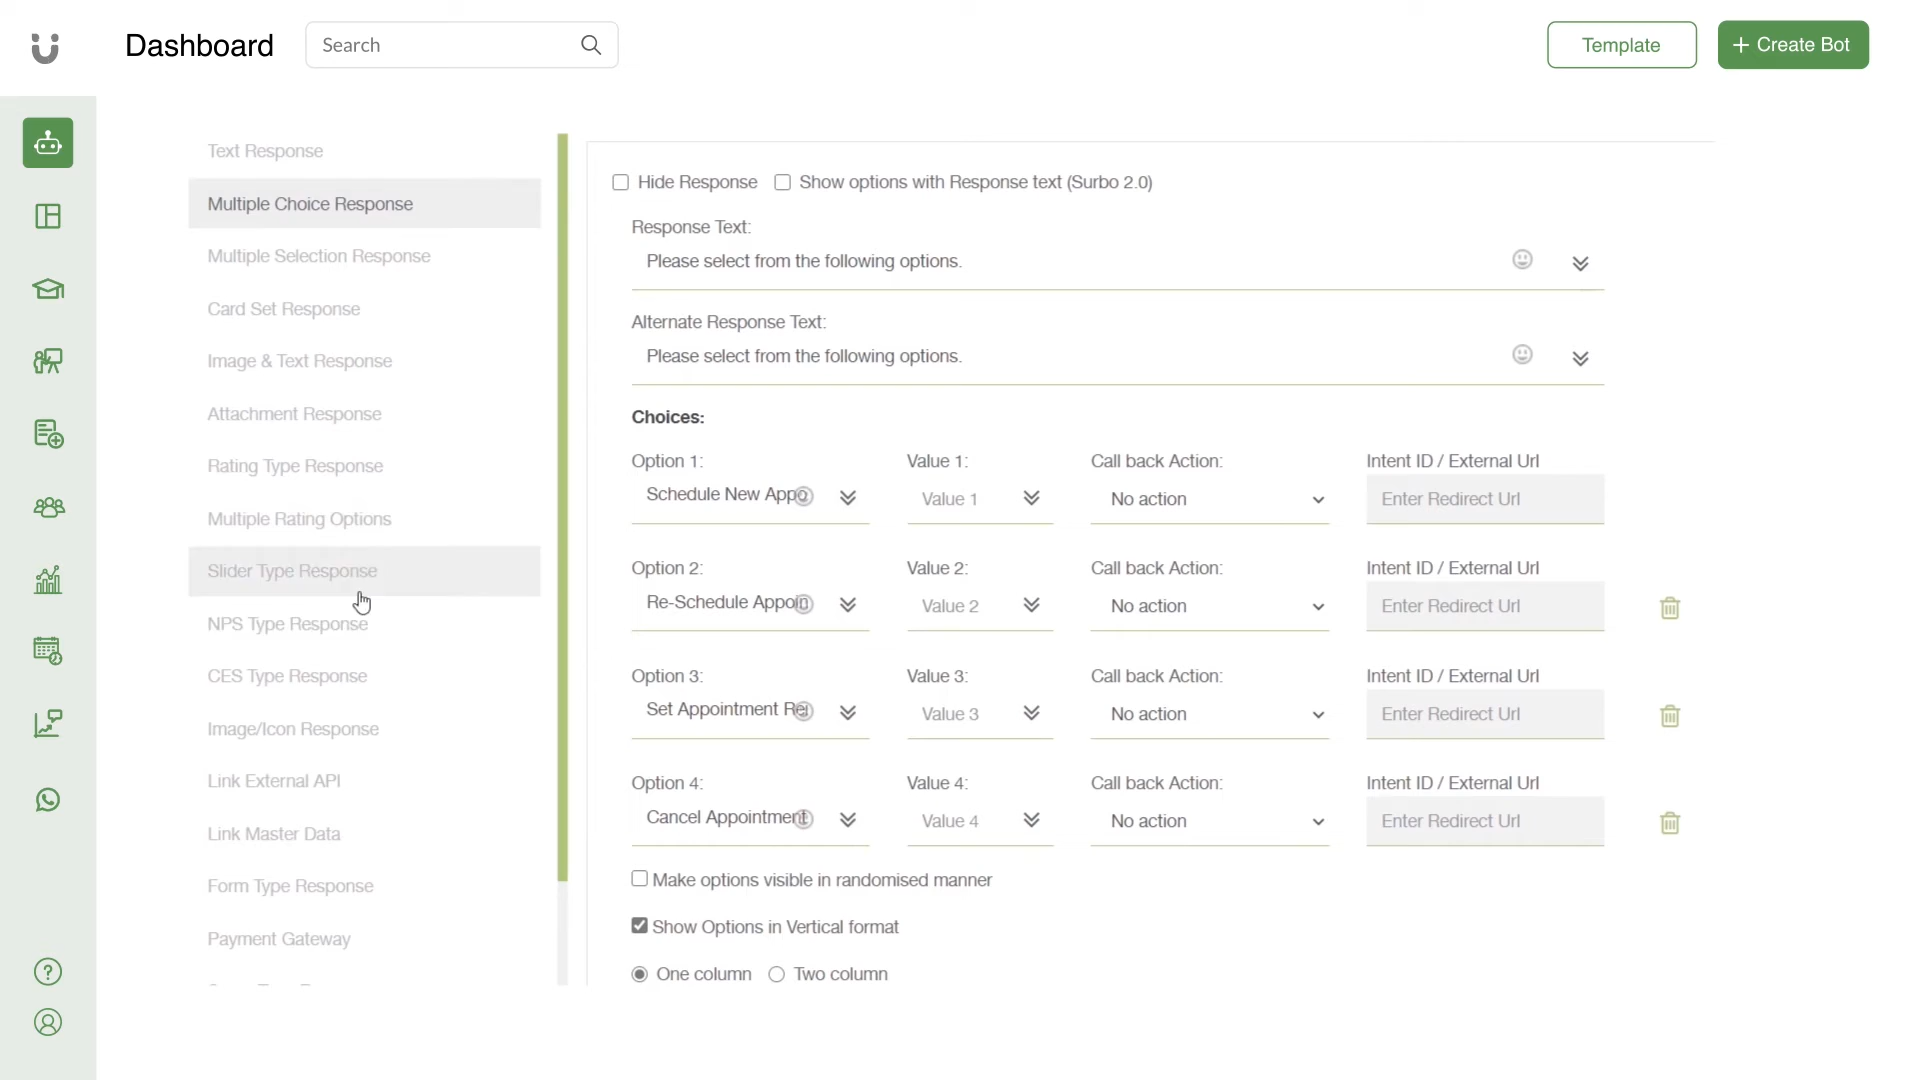 Dashboard
Search
Template
+ Create Bot
Text Response
Multiple Choice Response
Multiple Selection Response
Card Set Response
Image & Text Response
Attachment Response
Rating Type Response
Multiple Rating Options
Slider Type Response
NPS Type Response
CES Type Response
Image/Icon Response
Link External API
Link Master Data
Form Type Response
Payment Gateway
Hide Response Show options with Response text (Surbo 2.0)
Response Text:
Please select from the following options.
Alternate Response Text:
Please select from the following options.
Choices:
Option 1: Value 1: Call back Action: Intent ID / External Url
Schedule New Appo Value 1 No action Enter Redirect Url
Option 2: Value 2: Call back Action: Intent ID / External Url
Re-Schedule Appoin Value 2 No action Enter Redirect Url
Option 3: Value 3: Call back Action: Intent ID / External Url
Set Appointment Value 3 No action Enter Redirect Url
Option 4: Value 4: Call back Action: Intent ID / External Url
Cancel Appointment Value 4 No action Enter Redirect Url
Make options visible in randomised manner
Show Options in Vertical format
One column Two column